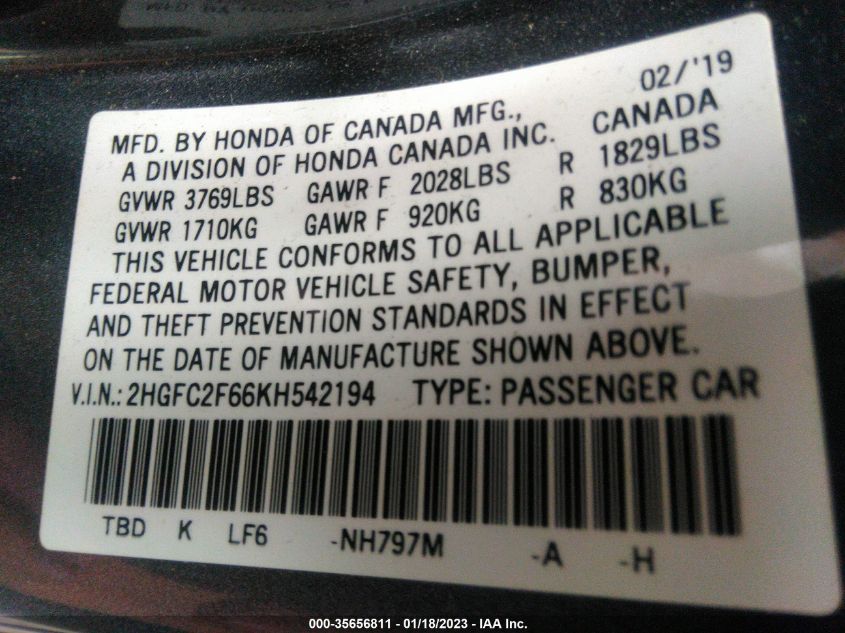 02/'19
MFD. BY HONDA OF CANADA MFG.,
A DIVISION OF HONDA CANADA INC. CANADA
GVWR 3769LBS GAWR F 2028LBS R 1829LBS
GVWR 1710KG GAWR F 920KG R 830KG
THIS VEHICLE CONFORMS TO ALL APPLICABLE
FEDERAL MOTOR VEHICLE SAFETY, BUMPER,
AND THEFT PREVENTION STANDARDS IN EFFECT
ON THE DATE OF MANUFACTURE SHOWN ABOVE.
V.I.N.: 2HGFC2F66KH542194 TYPE: PASSENGER CAR
TBD K LF6 -NH797M -A -H
000-35656811 - 01/18/2023 - IAA Inc.